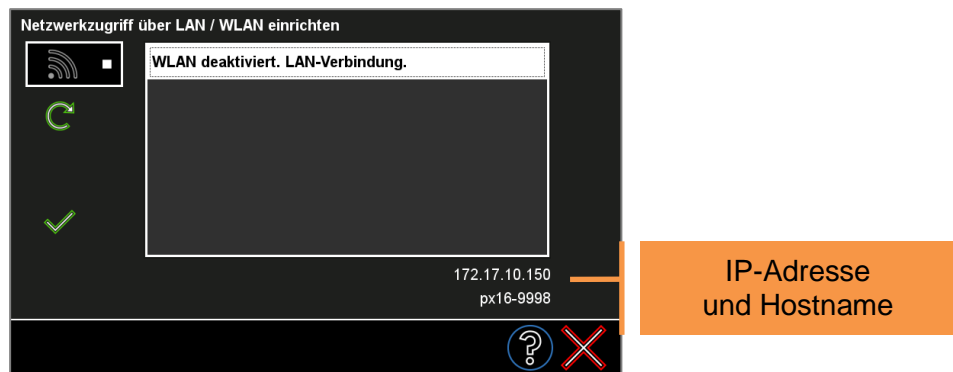 Netzwerkzugriff über LAN / WLAN einrichten
WLAN deaktiviert. LAN-Verbindung.
172.17.10.150
px16-9998
IP-Adresse
und Hostname